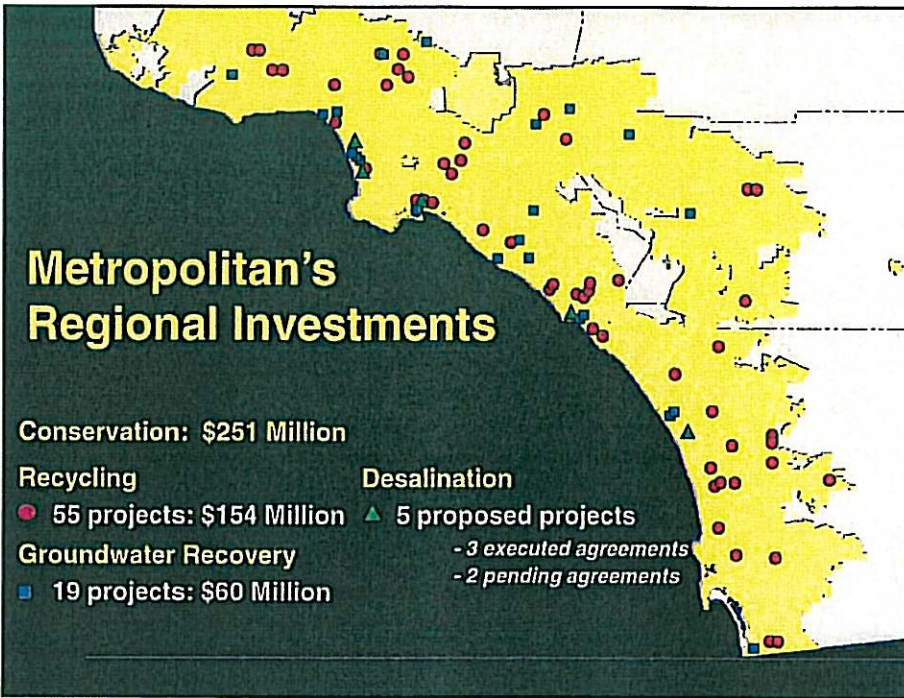 Metropolitan's
Regional Investments
Conservation: $251 Million
Recycling
55 projects: $154 Million
Groundwater Recovery
19 projects: $60 Million
Desalination
5 proposed projects
- 3 executed agreements
- 2 pending agreements